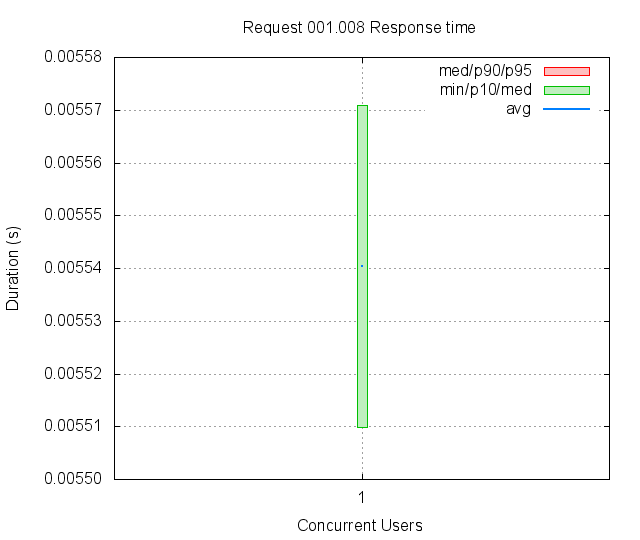 Request 001.008 Response time
0.00558
0.00557
0.00556
0.00555
0.00554
0.00553
0.00552
0.00551
0.00550
Duration (s)
med/p90/p95
min/p10/med
avg
1
Concurrent Users